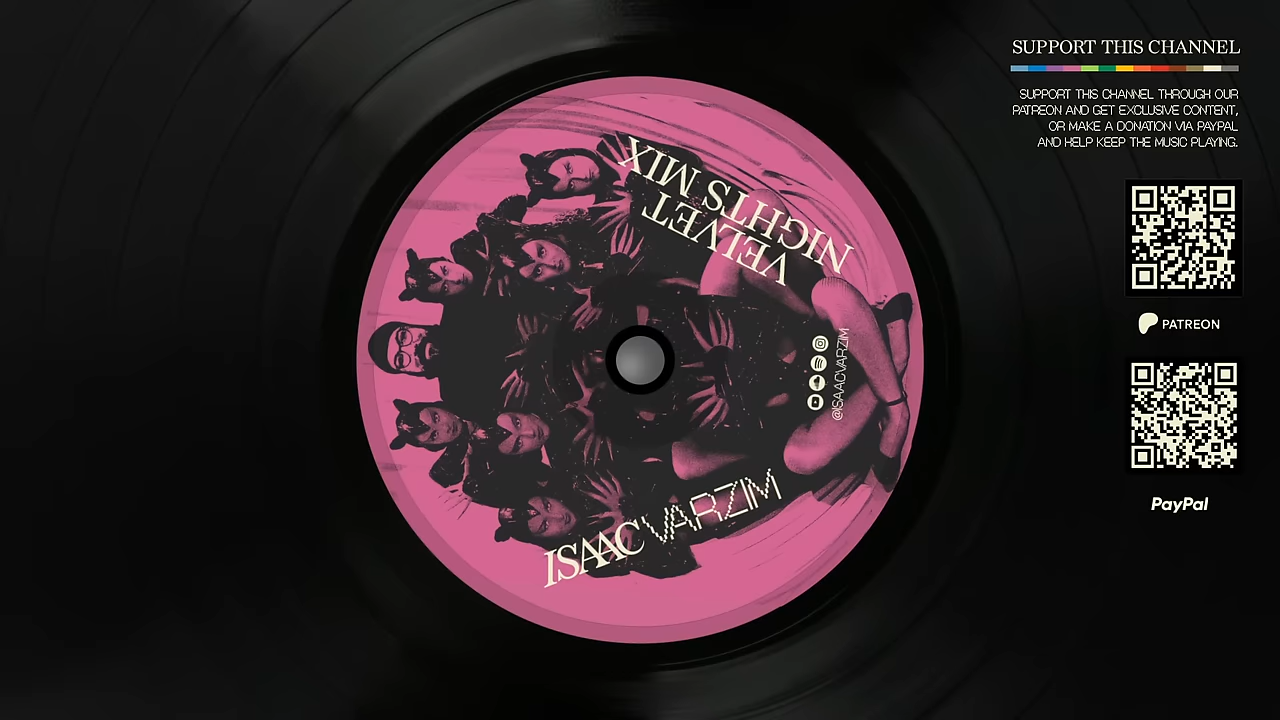 SUPPORT THIS CHANNEL
SUPPORT THIS CHANNEL THROUGH OUR
PATREON AND GET EXCLUSIVE CONTENT,
OR MAKE A DONATION VIA PAYPAL
AND HELP KEEP THE MUSIC PLAYING.
PATREON
PayPal
VELVET
NIGHTS MIX
@ISAACVARZIM
ISAAC VARZIM